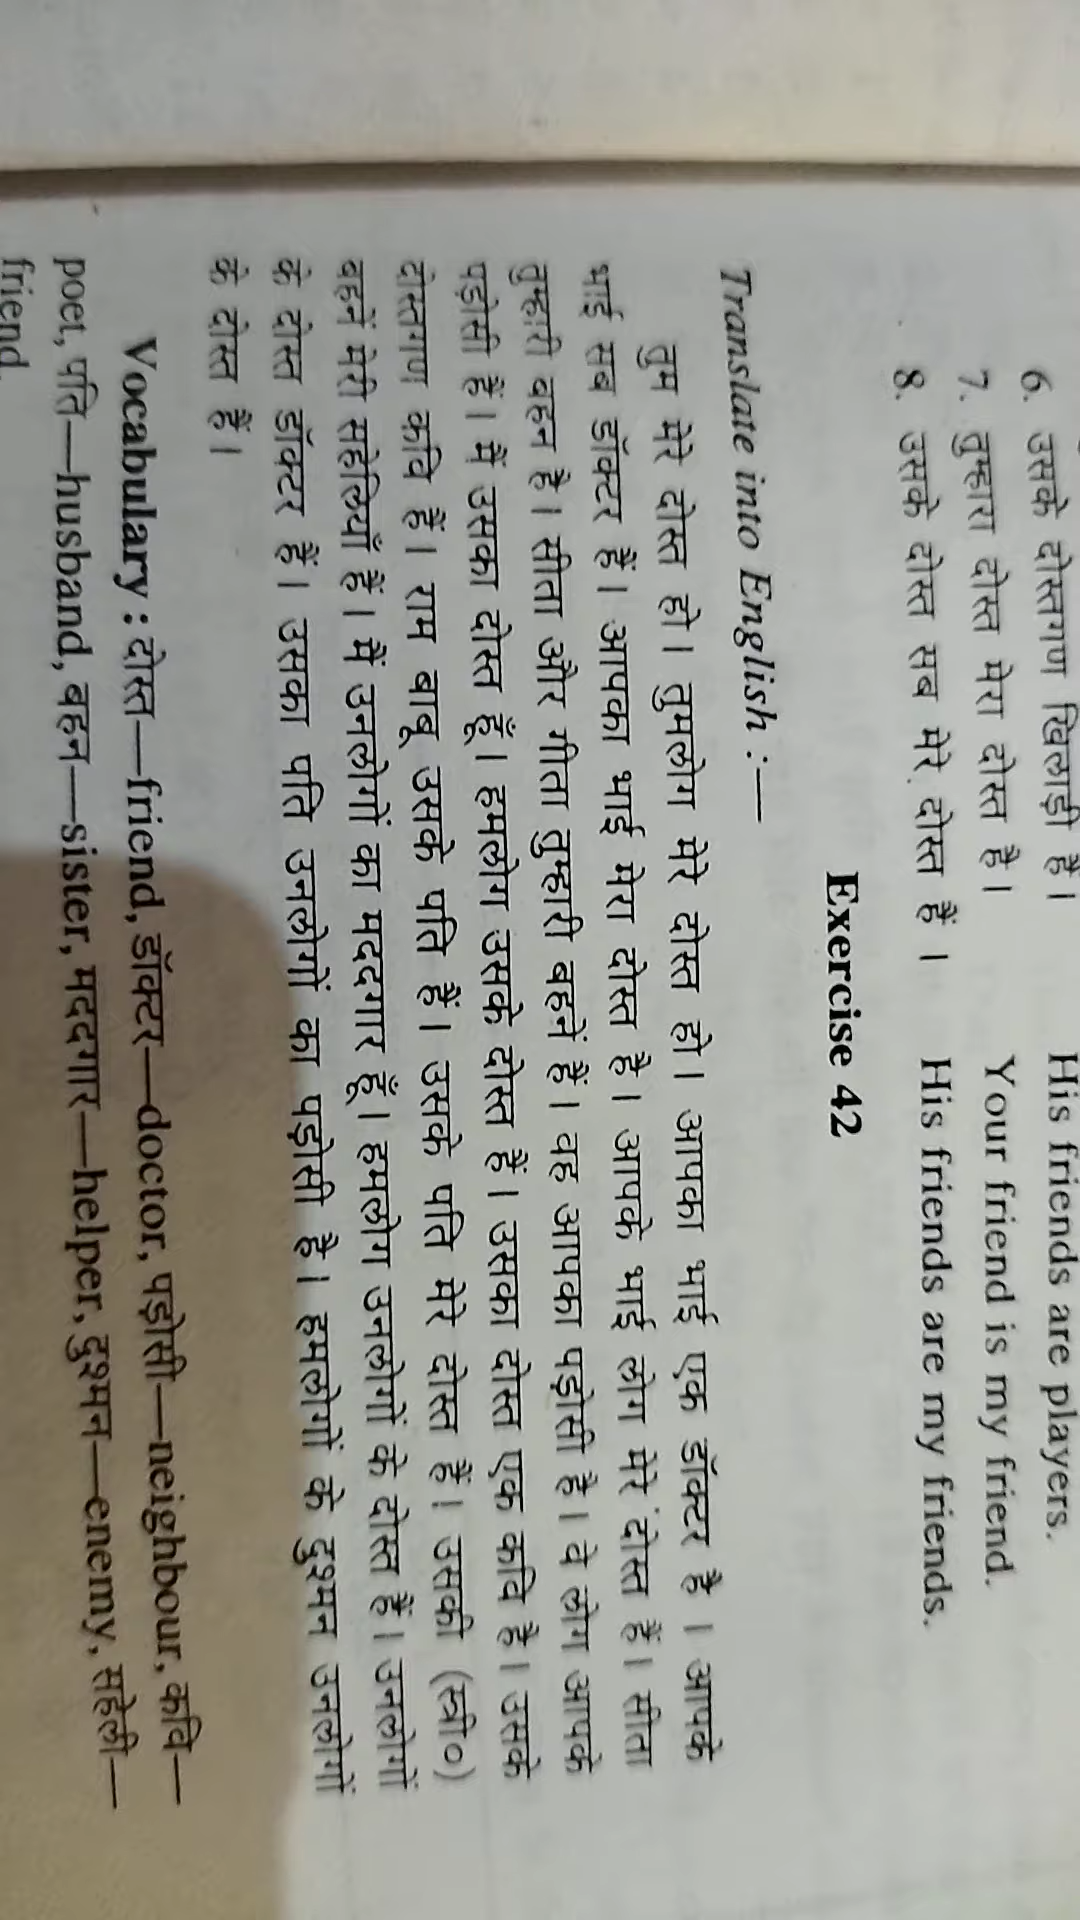 6. उसके दोस्तगण खिलाड़ी हैं। His friends are players.
7. तुम्हारा दोस्त मेरा दोस्त है। Your friend is my friend.
8. उसके दोस्त सब मेरे दोस्त हैं । His friends are my friends.
Exercise 42
Translate into English :—
तुम मेरे दोस्त हो। तुमलोग मेरे दोस्त हो। आपका भाई एक डॉक्टर है । आपके
भाई सब डॉक्टर हैं। आपका भाई मेरा दोस्त है। आपके भाई लोग मेरे दोस्त हैं। सीता
तुम्हारी बहन है। सीता और गीता तुम्हारी बहनें हैं। वह आपका पड़ोसी है। वे लोग आपके
पड़ोसी हैं। मैं उसका दोस्त हूँ। हमलोग उसके दोस्त हैं। उसका दोस्त एक कवि है। उसके
दोस्तगण कवि हैं। राम बाबू उसके पति हैं। उसके पति मेरे दोस्त हैं। उसकी (स्त्री०)
बहनें मेरी सहेलियाँ हैं। मैं उनलोगों का मददगार हूँ। हमलोग उनलोगों के दोस्त हैं। उनलोगों
के दोस्त डॉक्टर हैं। उसका पति उनलोगों का पड़ोसी है। हमलोगों के दुश्मन उनलोगों
के दोस्त हैं।
Vocabulary : दोस्त—friend, डॉक्टर—doctor, पड़ोसी—neighbour, कवि—
poet, पति—husband, बहन—sister, मददगार—helper, दुश्मन—enemy, सहेली—
friend.